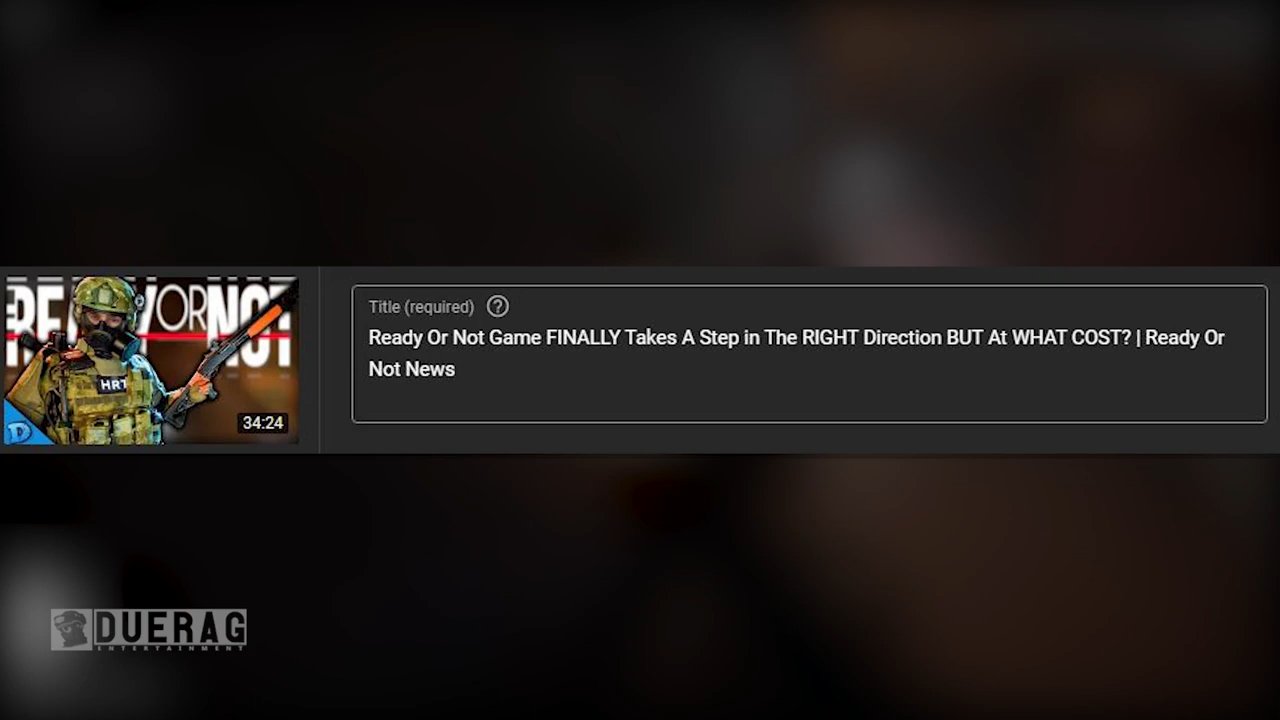 READY OR NOT
HRT
34:24
D
Title (required) ?
Ready Or Not Game FINALLY Takes A Step in The RIGHT Direction BUT At WHAT COST? | Ready Or
Not News
DUERAG
ENTERTAINMENT